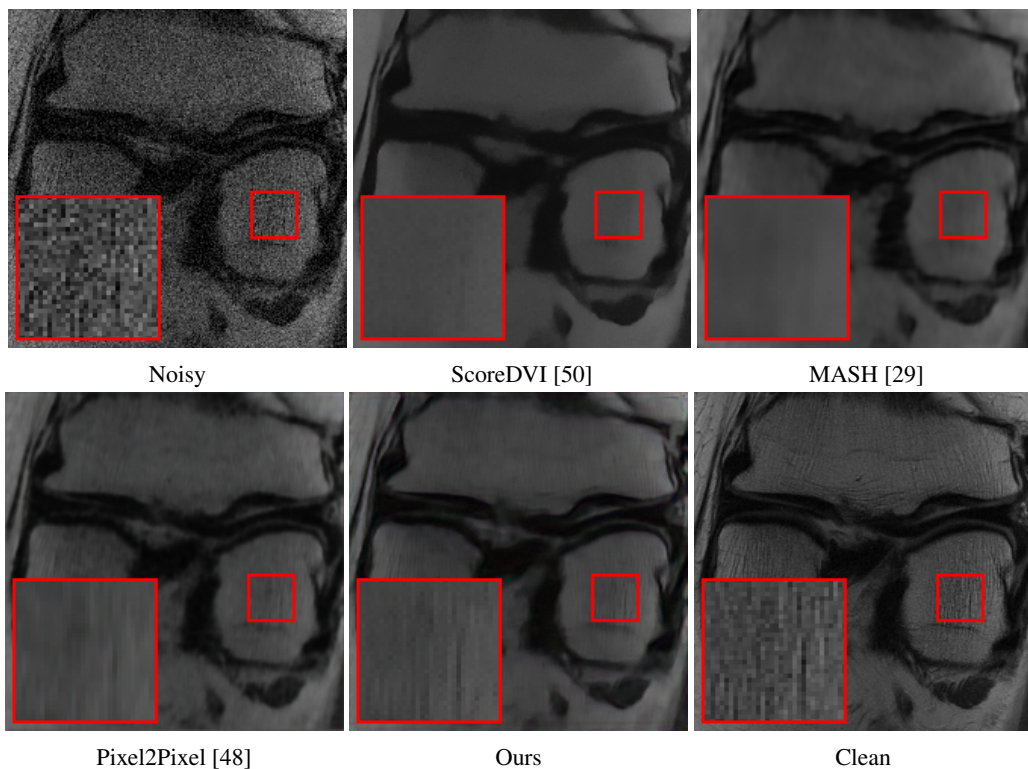 Noisy
ScoreDVI [50]
MASH [29]
Pixel2Pixel [48]
Ours
Clean